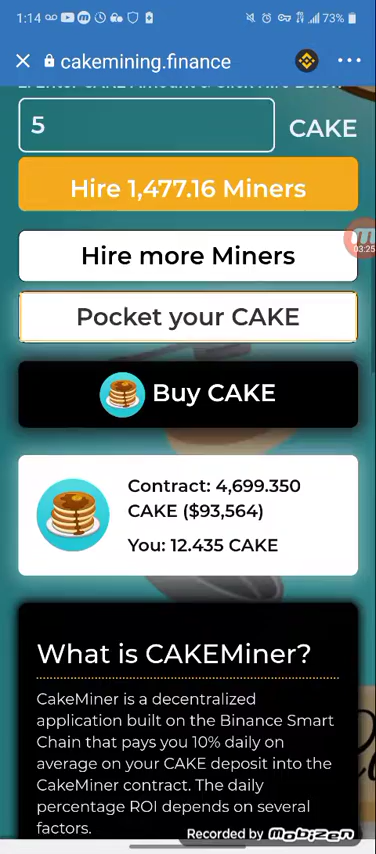 1:14
73%
cakemining.finance
5
CAKE
Hire 1,477.16 Miners
03:25
Hire more Miners
Pocket your CAKE
Buy CAKE
Contract: 4,699.350
CAKE ($93,564)
You: 12.435 CAKE
What is CAKEMiner?
CakeMiner is a decentralized
application built on the Binance Smart
Chain that pays you 10% daily on
average on your CAKE deposit into the
CakeMiner contract. The daily
percentage ROI depends on several
factors.
Recorded by Mobizen